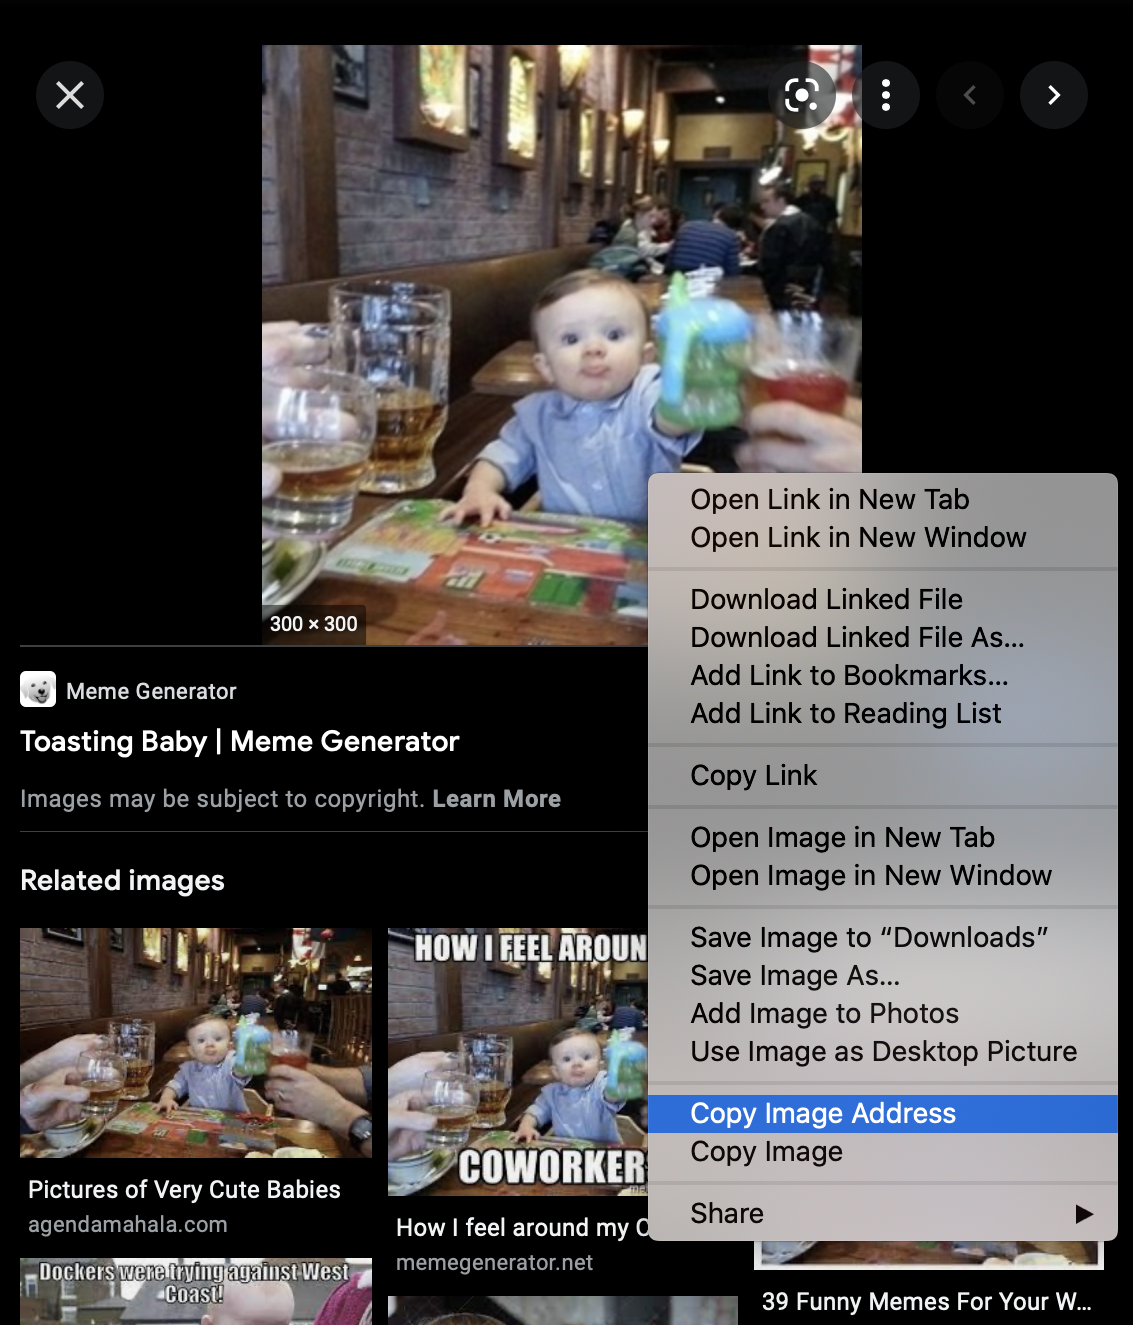 300 × 300
Meme Generator
Toasting Baby | Meme Generator
Images may be subject to copyright. Learn More
Related images
Open Link in New Tab
Open Link in New Window
Download Linked File
Download Linked File As...
Add Link to Bookmarks...
Add Link to Reading List
Copy Link
Open Image in New Tab
Open Image in New Window
Save Image to “Downloads”
Save Image As...
Add Image to Photos
Use Image as Desktop Picture
Copy Image Address
Copy Image
Share
Pictures of Very Cute Babies
agendamahala.com
HOW I FEEL AROUN
COWORKER
How I feel around my C
memegenerator.net
Dockers were trying against West
Coast!
39 Funny Memes For Your W...